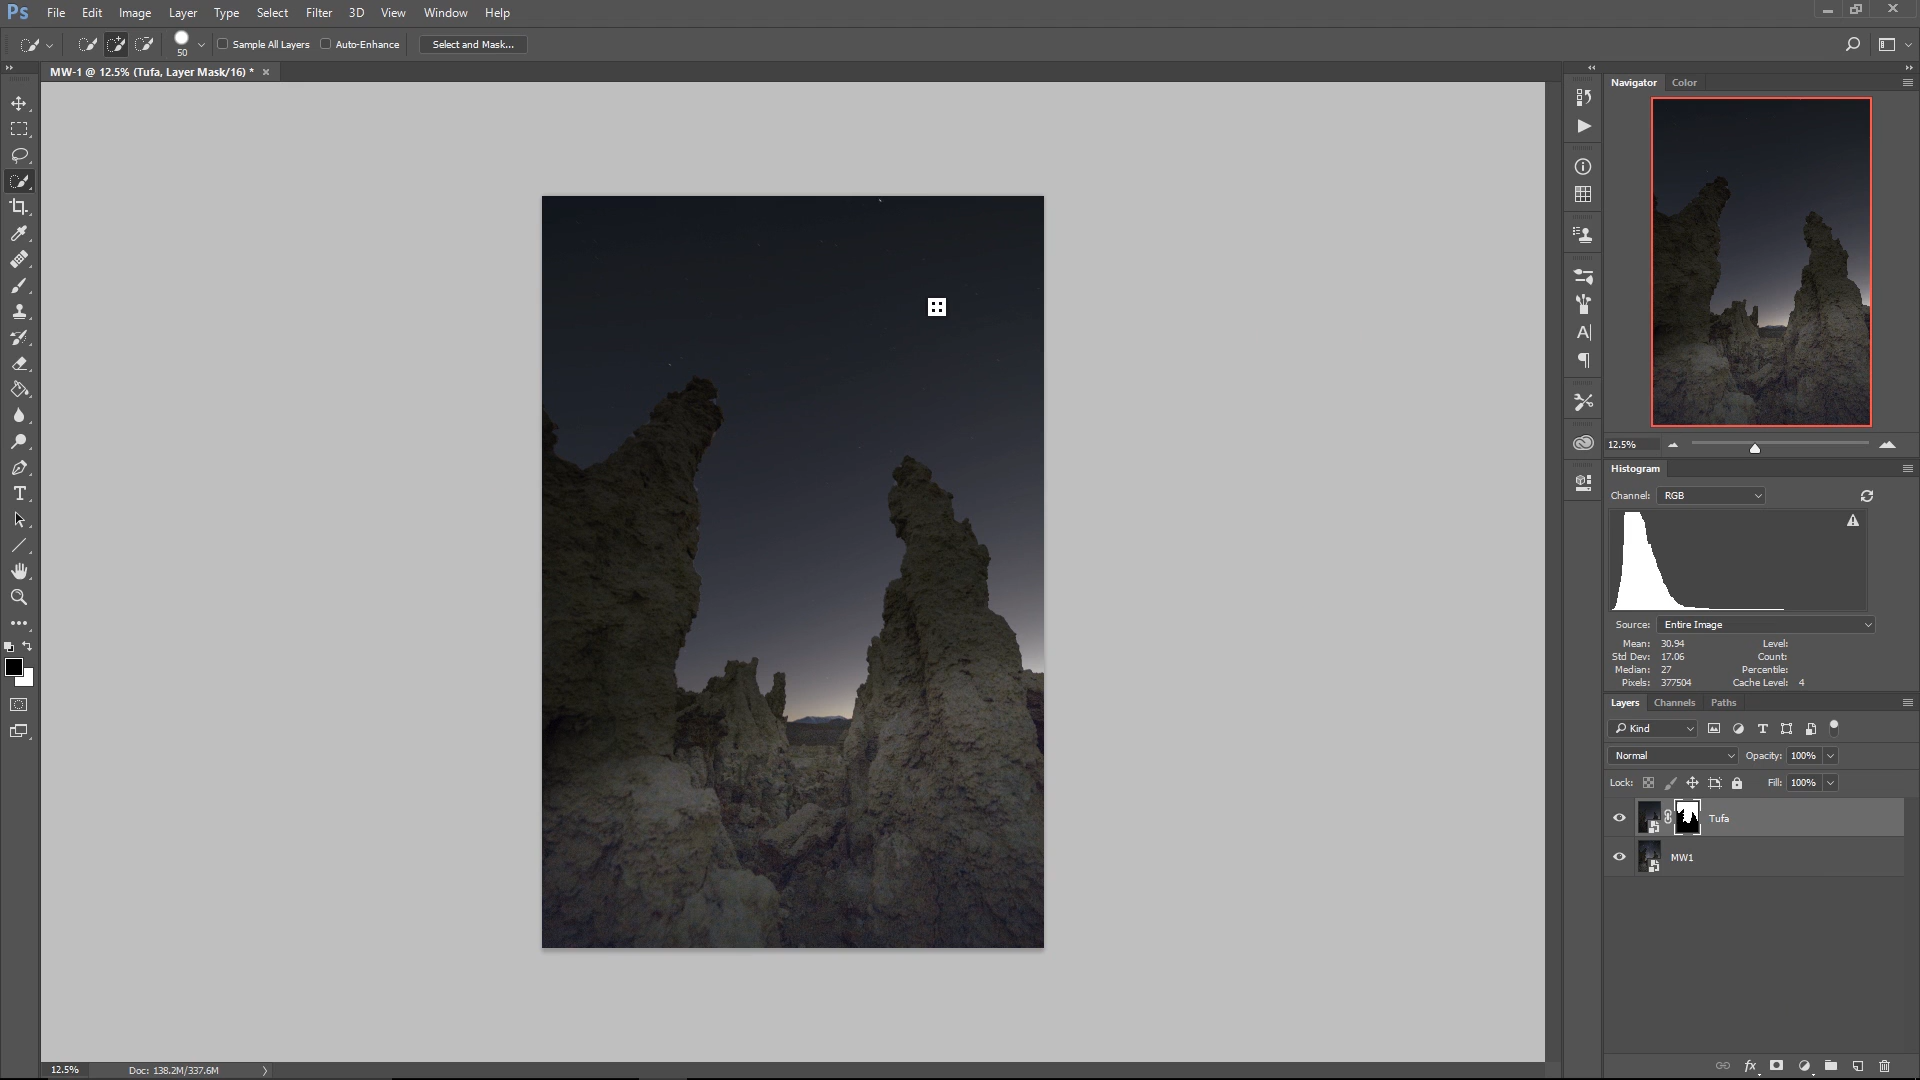 Ps File Edit Image Layer Type Select Filter 3D View Window Help
50 Sample All Layers Auto-Enhance Select and Mask...
MW-1 @ 12.5% (Tufa, Layer Mask/16) * ×
Navigator Color
12.5%
Histogram
Channel: RGB
Source: Entire Image
Mean: 30.94 Level:
Std Dev: 17.06 Count:
Median: 27 Percentile:
Pixels: 377504 Cache Level: 4
Layers Channels Paths
Kind
Normal Opacity: 100%
Lock: Fill: 100%
Tufa
MW1
fx
12.5% Doc: 138.2M/337.6M